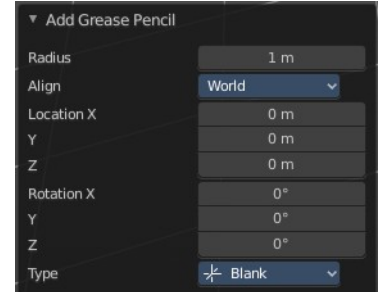 Add Grease Pencil
Radius 1 m
Align World
Location X 0 m
Y 0 m
Z 0 m
Rotation X 0°
Y 0°
Z 0°
Type Blank